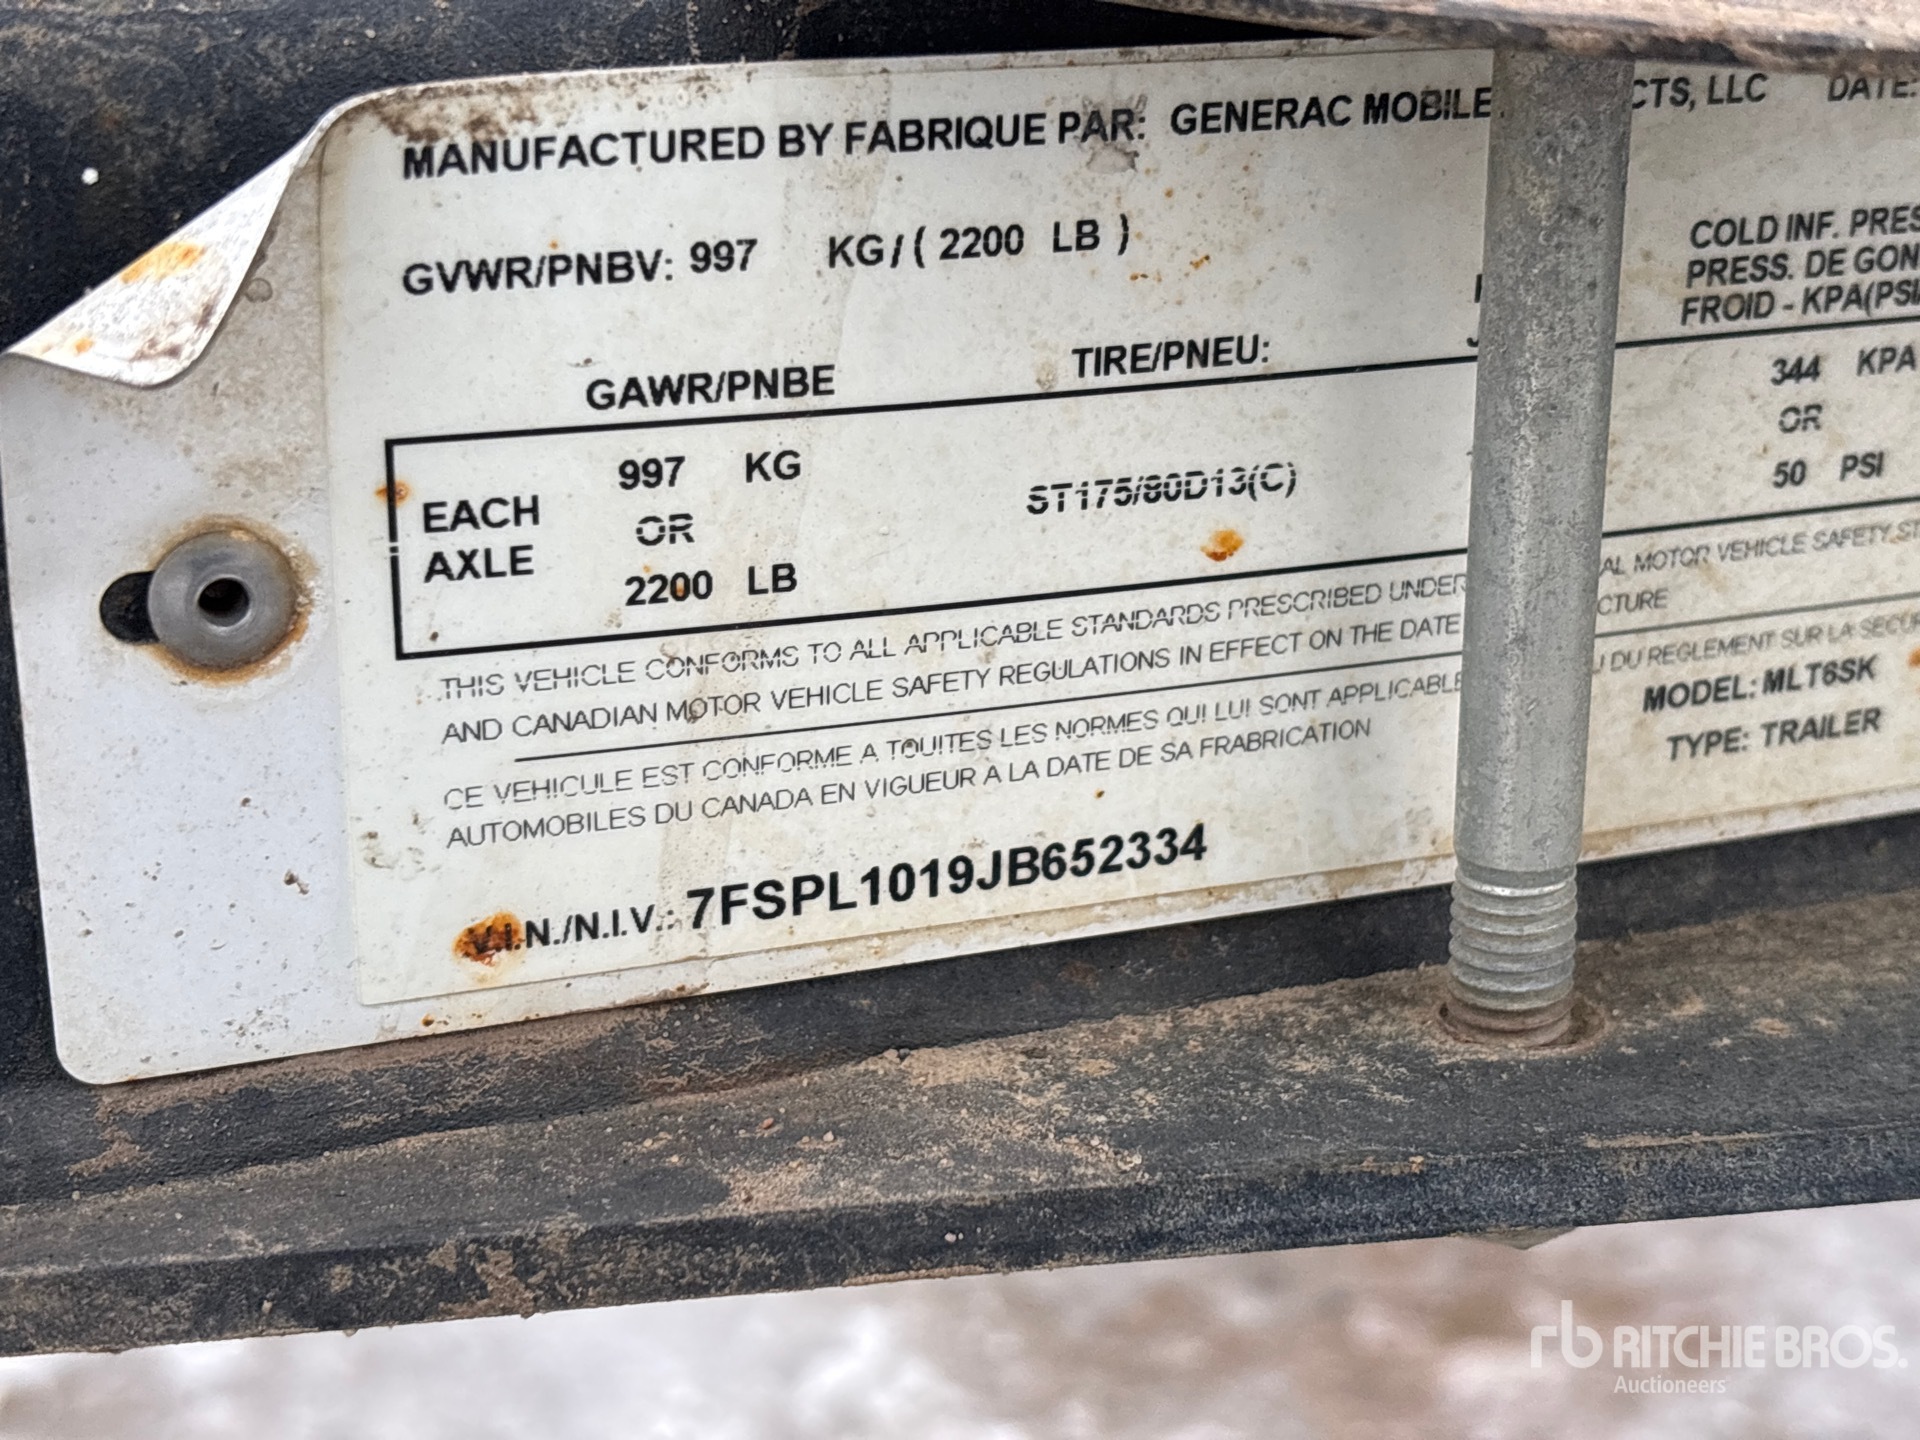 MANUFACTURED BY FABRIQUE PAR: GENERAC MOBILE CTS, LLC DATE:
GVWR/PNBV: 997 KG/( 2200 LB )
COLD INF. PRES
PRESS. DE GON
FROID - KPA(PSI
GAWR/PNBE TIRE/PNEU:
EACH AXLE
997 KG
OR
2200 LB
ST175/80D13(C)
344 KPA
OR
50 PSI
THIS VEHICLE CONFORMS TO ALL APPLICABLE STANDARDS PRESCRIBED UNDER AL MOTOR VEHICLE SAFETY ST
AND CANADIAN MOTOR VEHICLE SAFETY REGULATIONS IN EFFECT ON THE DATE CTURE
CE VEHICULE EST CONFORME A TOUITES LES NORMES QUI LUI SONT APPLICABLE U DU REGLEMENT SUR LA SECUR
AUTOMOBILES DU CANADA EN VIGUEUR A LA DATE DE SA FRABRICATION
MODEL: MLT6SK
TYPE: TRAILER
V.I.N./N.I.V.: 7FSPL1019JB652334
rb RITCHIE BROS.
Auctioneers